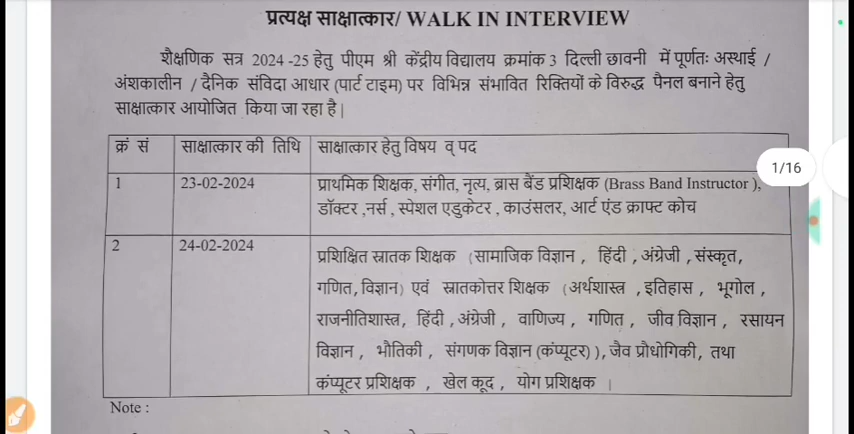 प्रत्यक्ष साक्षात्कार/ WALK IN INTERVIEW
शैक्षणिक सत्र 2024 -25 हेतु पीएम श्री केंद्रीय विद्यालय क्रमांक 3 दिल्ली छावनी में पूर्णतः अस्थाई /
अंशकालीन / दैनिक संविदा आधार (पार्ट टाइम) पर विभिन्न संभावित रिक्तियों के विरुद्ध पैनल बनाने हेतु
साक्षात्कार आयोजित किया जा रहा है |
क्रं सं साक्षात्कार की तिथि साक्षात्कार हेतु विषय व् पद
1/16
1 23-02-2024 प्राथमिक शिक्षक, संगीत, नृत्य, ब्रास बैंड प्रशिक्षक (Brass Band Instructor ),
डॉक्टर ,नर्स , स्पेशल एडुकेटर , काउंसलर, आर्ट एंड क्राफ्ट कोच
2 24-02-2024 प्रशिक्षित स्नातक शिक्षक (सामाजिक विज्ञान , हिंदी , अंग्रेजी , संस्कृत,
गणित, विज्ञान) एवं स्नातकोत्तर शिक्षक (अर्थशास्त्र , इतिहास , भूगोल ,
राजनीतिशास्त्र, हिंदी , अंग्रेजी , वाणिज्य , गणित , जीव विज्ञान , रसायन
विज्ञान , भौतिकी , संगणक विज्ञान (कंप्यूटर) ), जैव प्रौधोगिकी, तथा
कंप्यूटर प्रशिक्षक , खेल कूद , योग प्रशिक्षक |
Note :